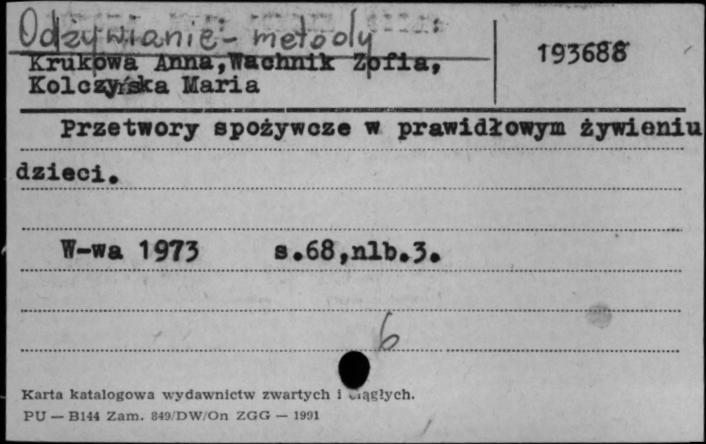 Odżywianie - metody
193688
Krukowa Anna,Wachnik Zofia,
Kolczyńska Maria
Przetwory spożywcze w prawidłowym żywieniu
dzieci.
W-wa 1973 s.68,nlb.3.
6
Karta katalogowa wydawnictw zwartych i ciągłych.
PU — B144 Zam. 849/DW/On ZGG — 1991